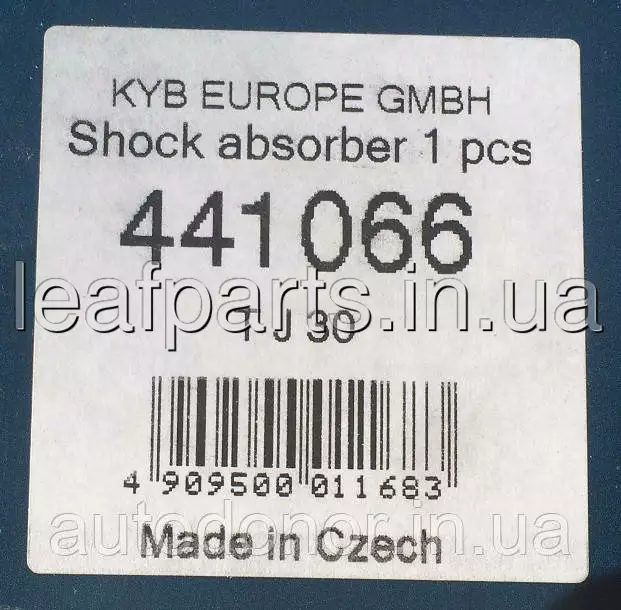 KYB EUROPE GMBH
Shock absorber 1 pcs
441066
leafparts.in.ua
T J 30
4 909500 011683
autodonor.in.ua
Made in Czech